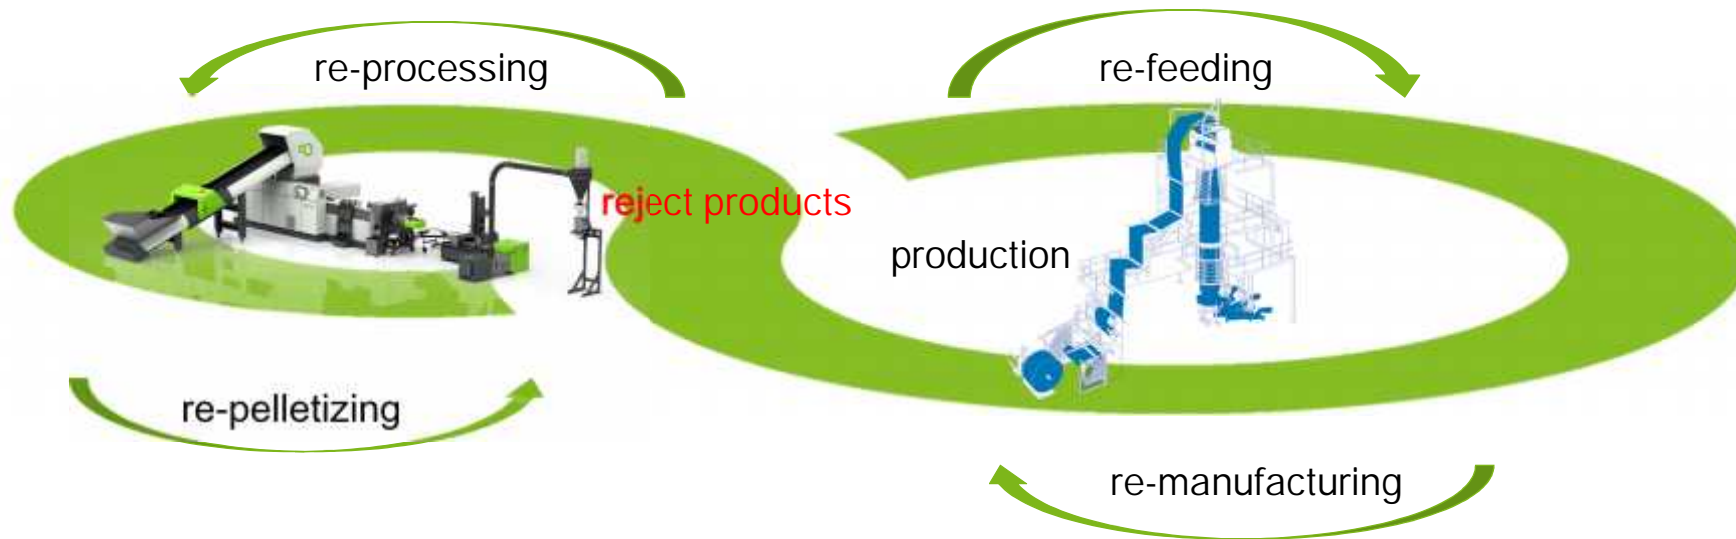 re-processing
re-feeding
reject products
production
re-pelletizing
re-manufacturing